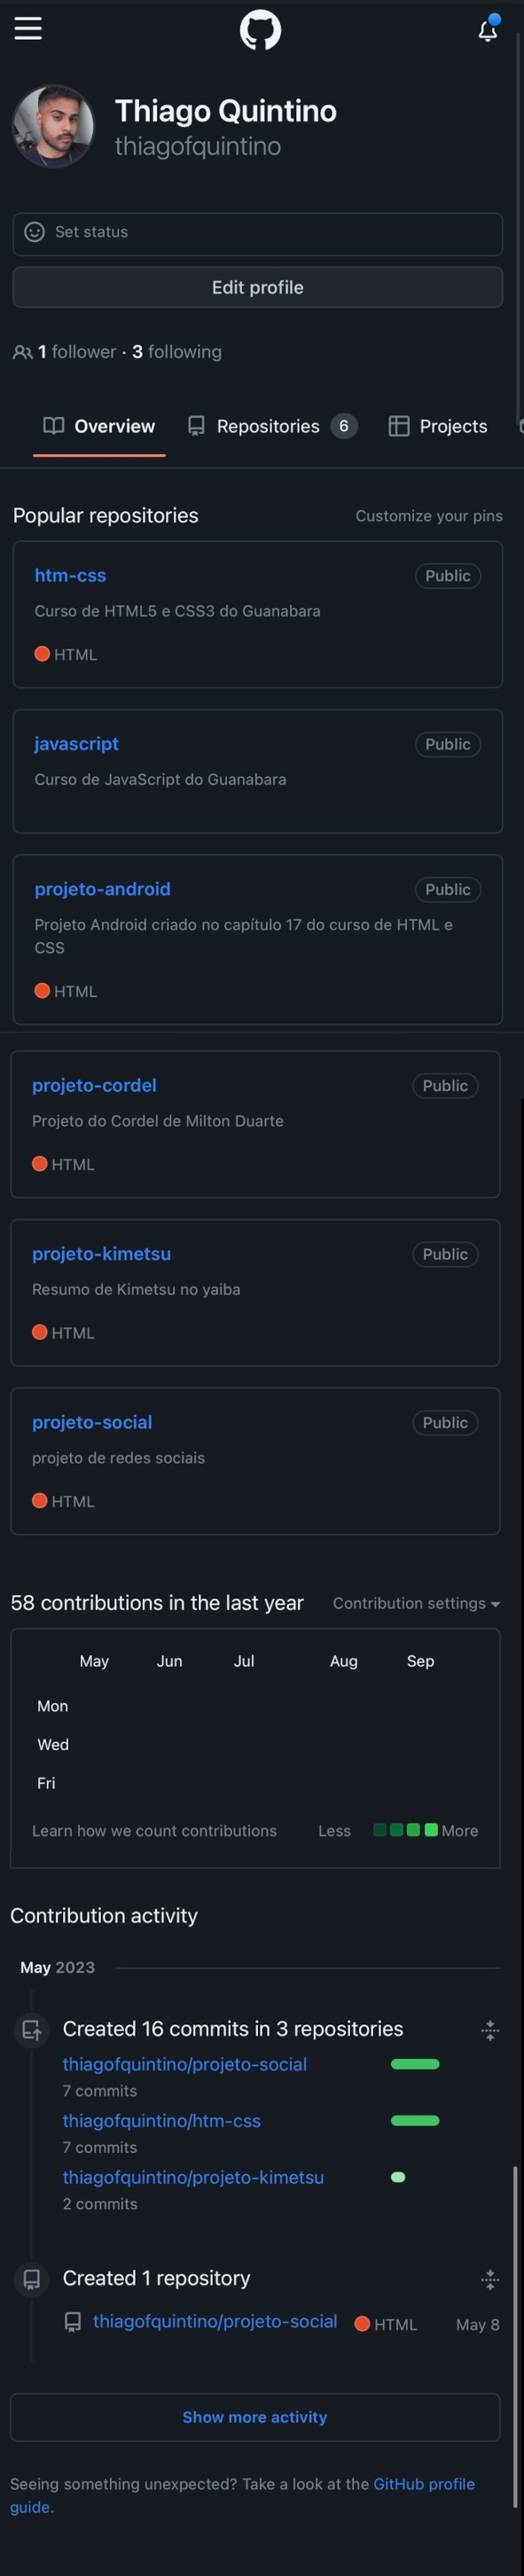 Thiago Quintino
thiagofquintino
Set status
Edit profile
1 follower · 3 following
Overview Repositories 6 Projects
Popular repositories Customize your pins
htm-css Public
Curso de HTML5 e CSS3 do Guanabara
HTML
javascript Public
Curso de JavaScript do Guanabara
projeto-android Public
Projeto Android criado no capítulo 17 do curso de HTML e
CSS
HTML
projeto-cordel Public
Projeto do Cordel de Milton Duarte
HTML
projeto-kimetsu Public
Resumo de Kimetsu no yaiba
HTML
projeto-social Public
projeto de redes sociais
HTML
58 contributions in the last year Contribution settings
May Jun Jul Aug Sep
Mon
Wed
Fri
Learn how we count contributions Less More
Contribution activity
May 2023
Created 16 commits in 3 repositories
thiagofquintino/projeto-social
7 commits
thiagofquintino/htm-css
7 commits
thiagofquintino/projeto-kimetsu
2 commits
Created 1 repository
thiagofquintino/projeto-social HTML May 8
Show more activity
Seeing something unexpected? Take a look at the GitHub profile
guide.